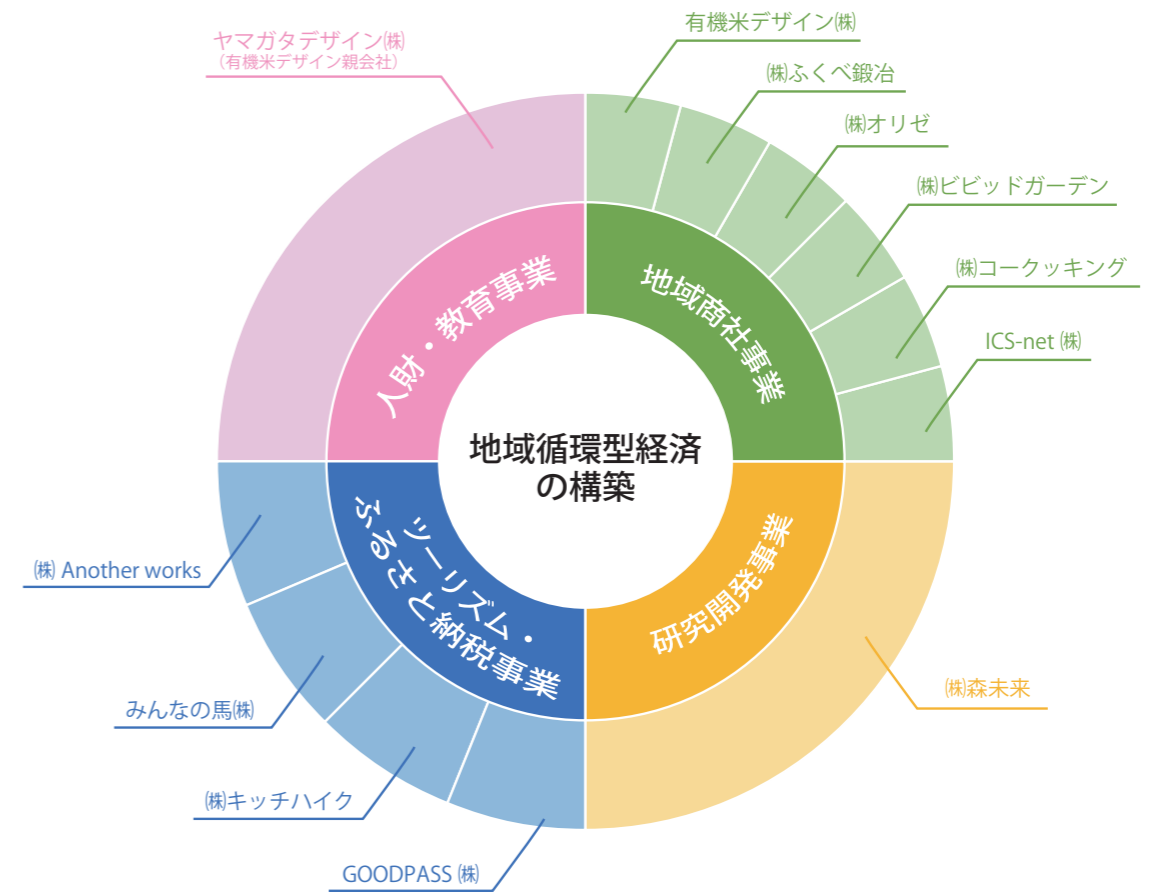 ヤマガタデザイン㈱
（有機米デザイン親会社）
有機米デザイン㈱
㈱ふくべ鍛冶
㈱オリゼ
㈱ビビッドガーデン
㈱コークッキング
ICS-net ㈱
人財・教育事業
地域商社事業
地域循環型経済
の構築
ツーリズム・
ふるさと納税事業
研究開発事業
㈱ Another works
みんなの馬㈱
㈱キッチハイク
GOODPASS ㈱
㈱森未来